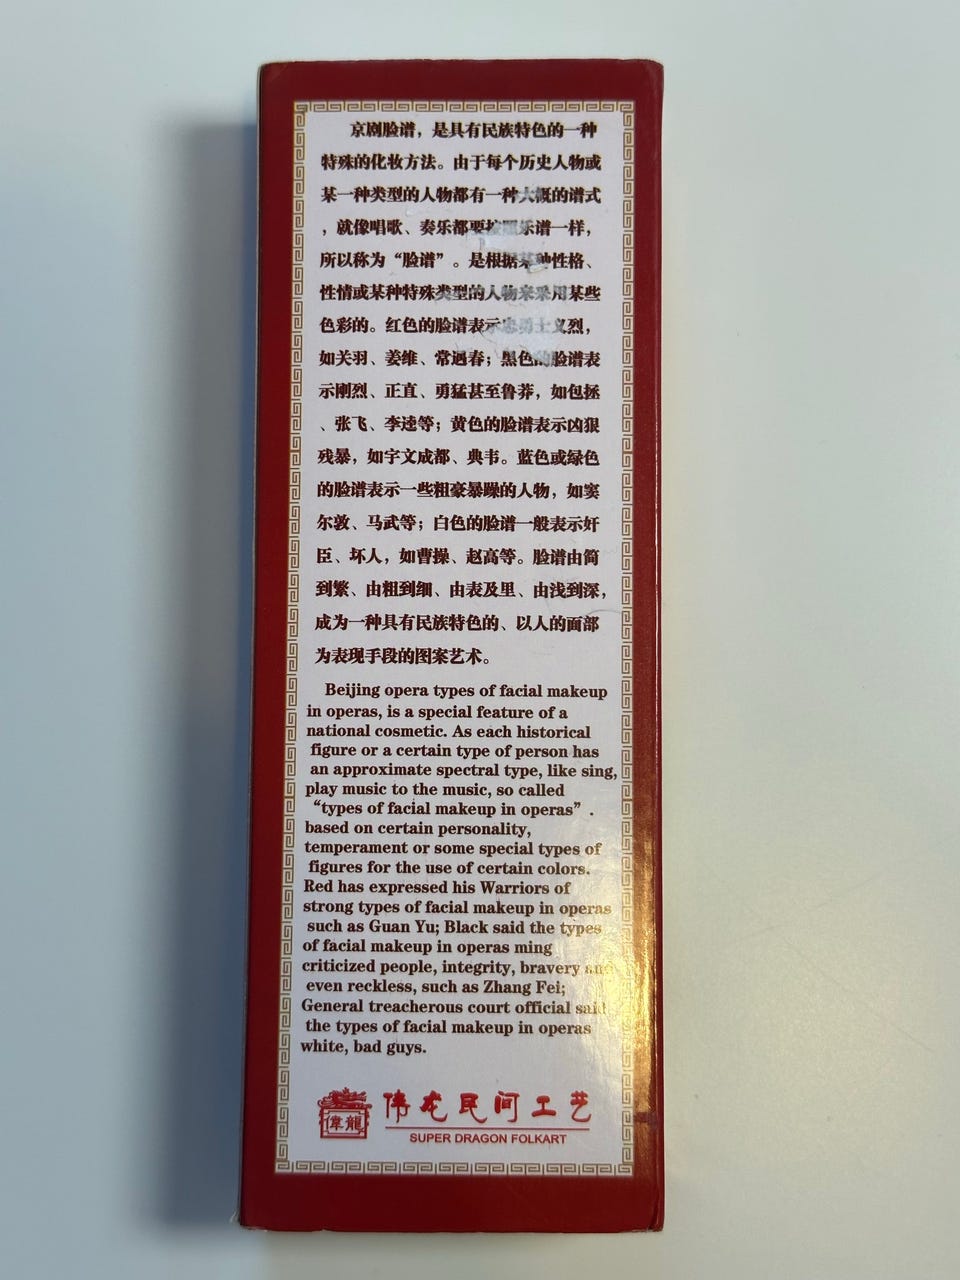 京剧脸谱，是具有民族特色的一种
特殊的化妆方法。由于每个历史人物或
某一种类型的人物都有一种大概的谱式
，就像唱歌、奏乐都要按照乐谱一样，
所以称为“脸谱”。是根据某种性格、
性情或某种特殊类型的人物来采用某些
色彩的。红色的脸谱表示忠勇士义烈，
如关羽、姜维、常遇春；黑色的脸谱表
示刚烈、正直、勇猛甚至鲁莽，如包拯
、张飞、李逵等；黄色的脸谱表示凶狠
残暴，如宇文成都、典韦。蓝色或绿色
的脸谱表示一些粗豪暴躁的人物，如窦
尔敦、马武等；白色的脸谱一般表示奸
臣、坏人，如曹操、赵高等。脸谱由简
到繁、由粗到细、由表及里、由浅到深，
成为一种具有民族特色的、以人的面部
为表现手段的图案艺术。
Beijing opera types of facial makeup
in operas, is a special feature of a
national cosmetic. As each historical
figure or a certain type of person has
an approximate spectral type, like sing,
play music to the music, so called
“types of facial makeup in operas”.
based on certain personality,
temperament or some special types of
figures for the use of certain colors.
Red has expressed his Warriors of
strong types of facial makeup in operas
such as Guan Yu; Black said the types
of facial makeup in operas ming
criticized people, integrity, bravery and
even reckless, such as Zhang Fei;
General treacherous court official said
the types of facial makeup in operas
white, bad guys.
偉龍
伟龙民间工艺
SUPER DRAGON FOLKART